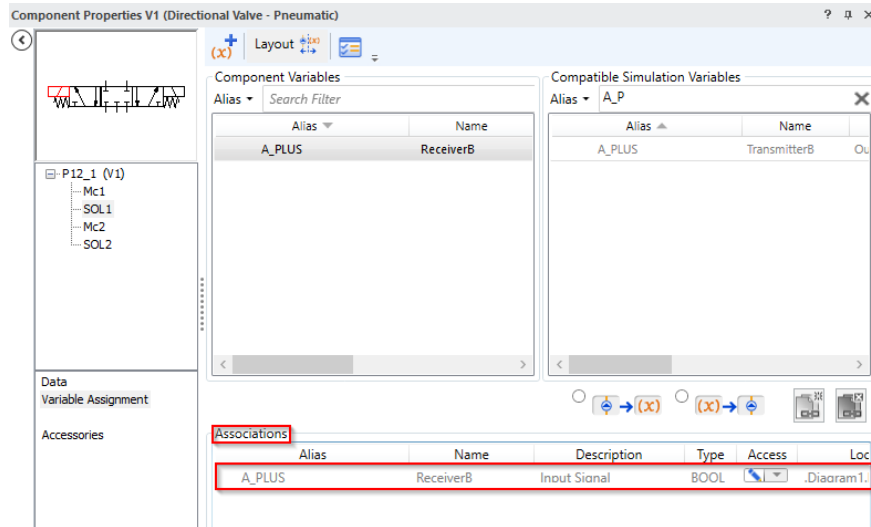 Component Properties V1 (Directional Valve - Pneumatic)
Layout
Component Variables
Alias
Search Filter
Alias Name
A_PLUS ReceiverB
Compatible Simulation Variables
Alias
A_P
Alias Name
A_PLUS TransmitterB Ou
P12_1 (V1)
Mc1
SOL1
Mc2
SOL2
Data
Variable Assignment
Accessories
(x) (x)
Associations
Alias Name Description Type Access Loc
A_PLUS ReceiverB Input Signal BOOL .Diagram1.